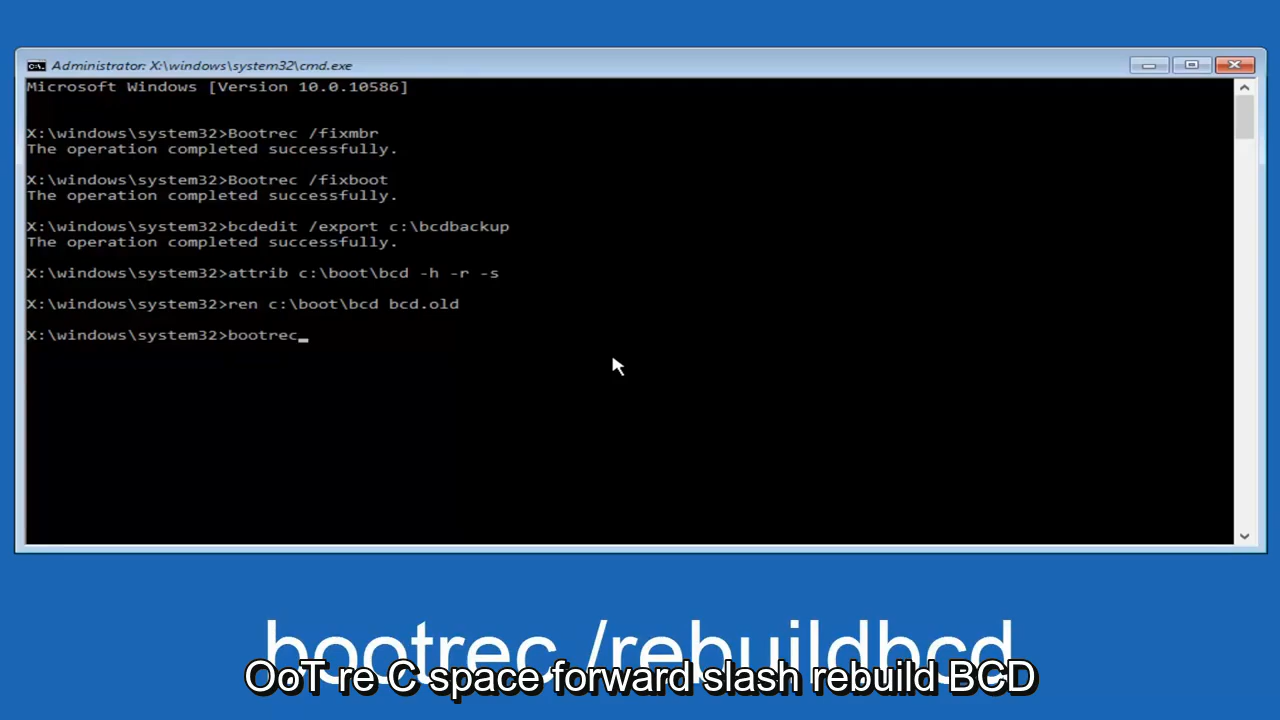 Administrator: X:\windows\system32\cmd.exe
Microsoft Windows [Version 10.0.10586]
X:\windows\system32>Bootrec /fixmbr
The operation completed successfully.
X:\windows\system32>Bootrec /fixboot
The operation completed successfully.
X:\windows\system32>bcdedit /export c:\bcdbackup
The operation completed successfully.
X:\windows\system32>attrib c:\boot\bcd -h -r -s
X:\windows\system32>ren c:\boot\bcd bcd.old
X:\windows\system32>bootrec_
bootrec /rebuildbcd
OoT re C space forward slash rebuild BCD